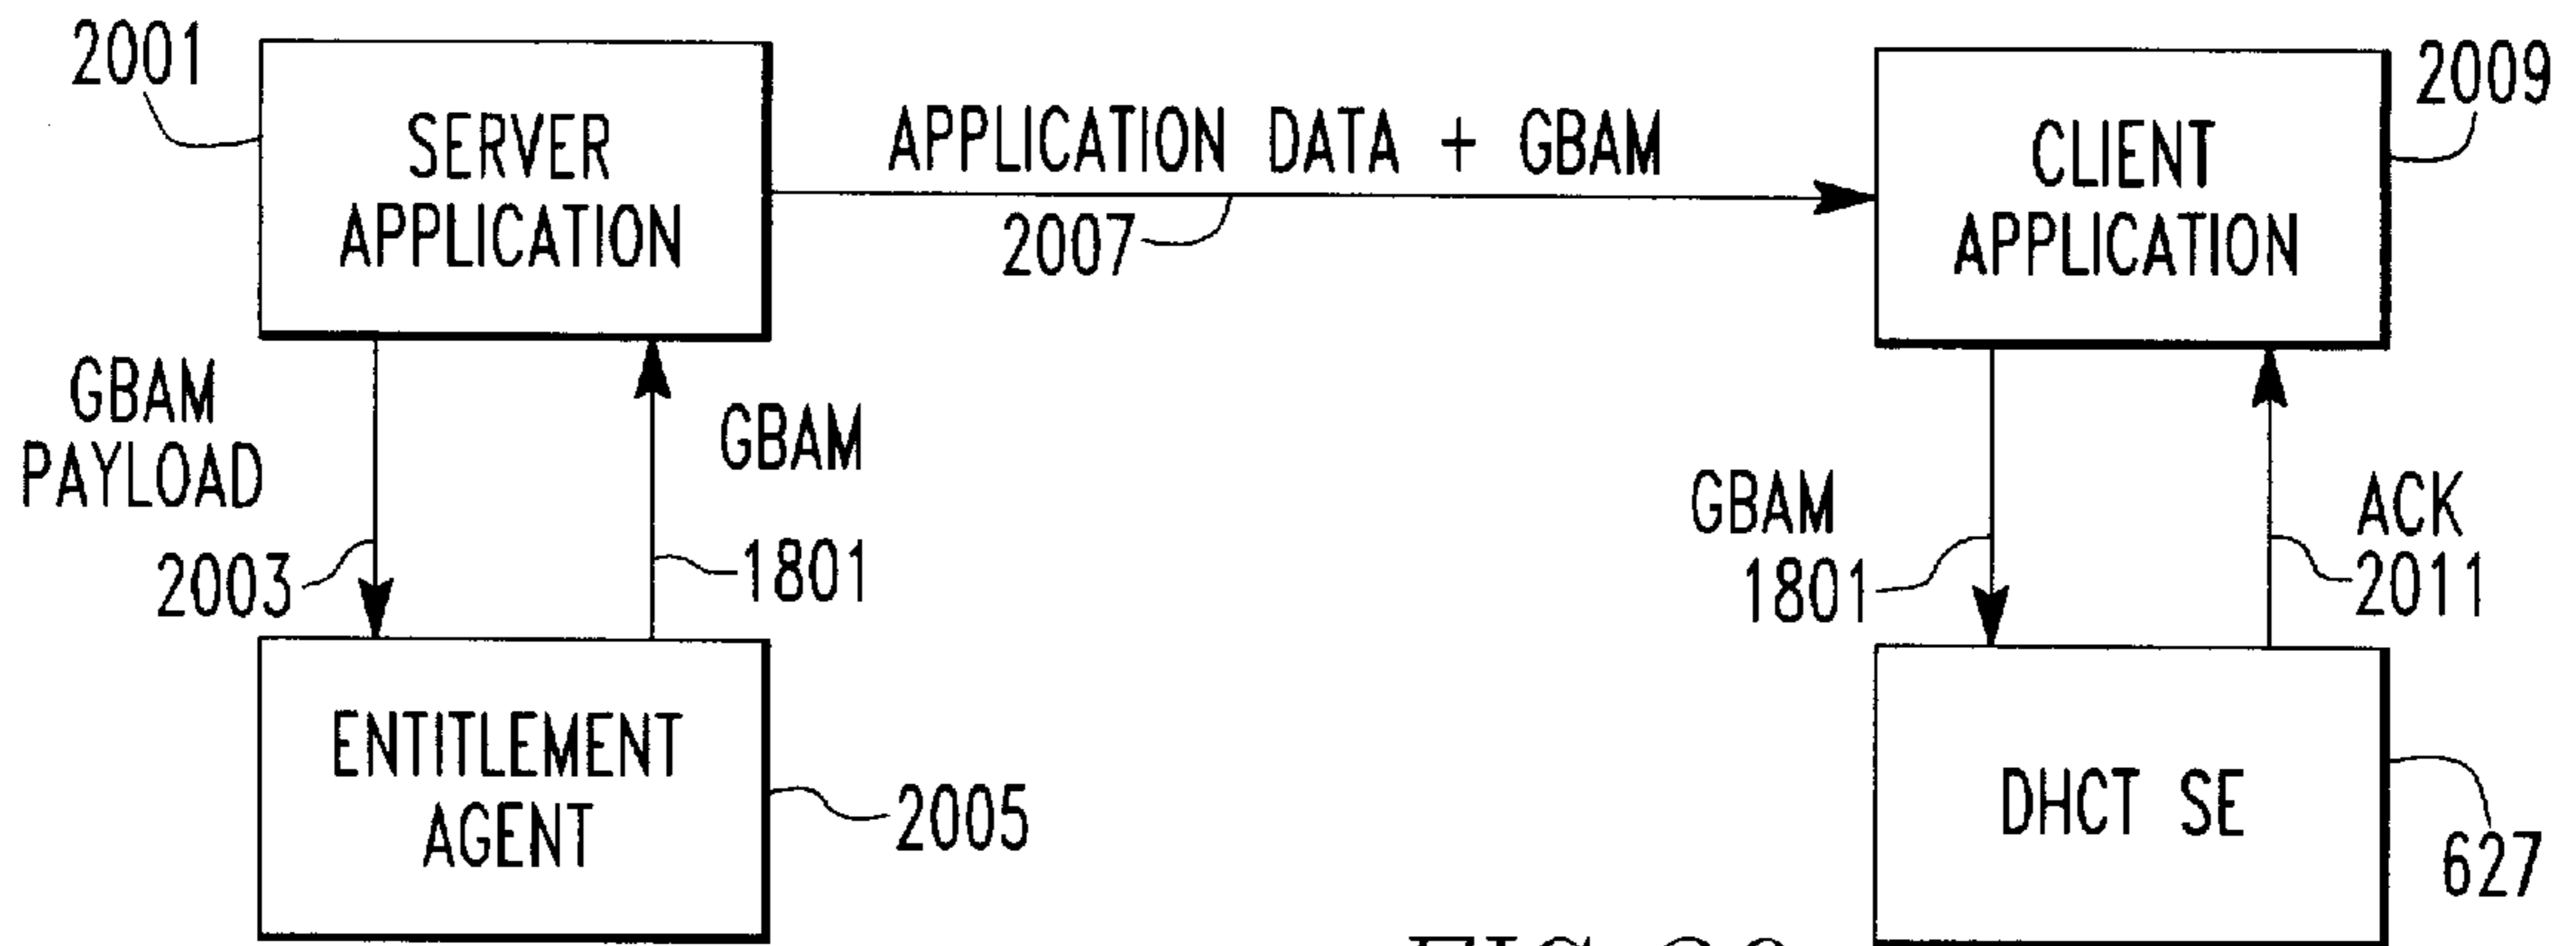 2001
SERVER
APPLICATION
APPLICATION DATA + GBAM
2007
CLIENT
APPLICATION
2009
GBAM
PAYLOAD
2003
GBAM
1801
GBAM
1801
ACK
2011
ENTITLEMENT
AGENT
2005
DHCT SE
627